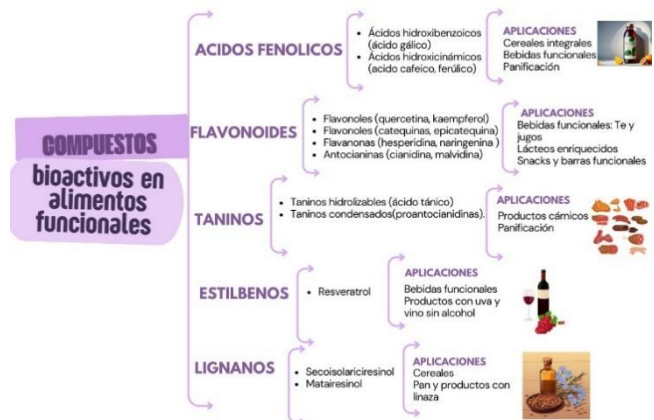 COMPUESTOS
bioactivos en
alimentos
funcionales
ACIDOS FENOLICOS
• Ácidos hidroxibenzoicos
(ácido gálico)
• Ácidos hidroxicinámicos
(acido cafeico, ferúlico)
APLICACIONES
Cereales integrales
Bebidas funcionales
Panificación
FLAVONOIDES
• Flavonoles (quercetina, kaempferol)
• Flavonoles (catequinas, epicatequina)
• Flavanonas (hesperidina, naringenina )
• Antocianinas (cianidina, malvidina)
APLICACIONES
Bebidas funcionales: Te y
jugos
Lácteos enriquecidos
Snacks y barras funcionales
TANINOS
• Taninos hidrolizables (ácido tánico)
• Taninos condensados(proantocianidinas).
APLICACIONES
Productos cárnicos
Panificación
ESTILBENOS
• Resveratrol
APLICACIONES
Bebidas funcionales
Productos con uva y
vino sin alcohol
LIGNANOS
• Secoisolariciresinol
• Matairesinol
APLICACIONES
Cereales
Pan y productos con
linaza